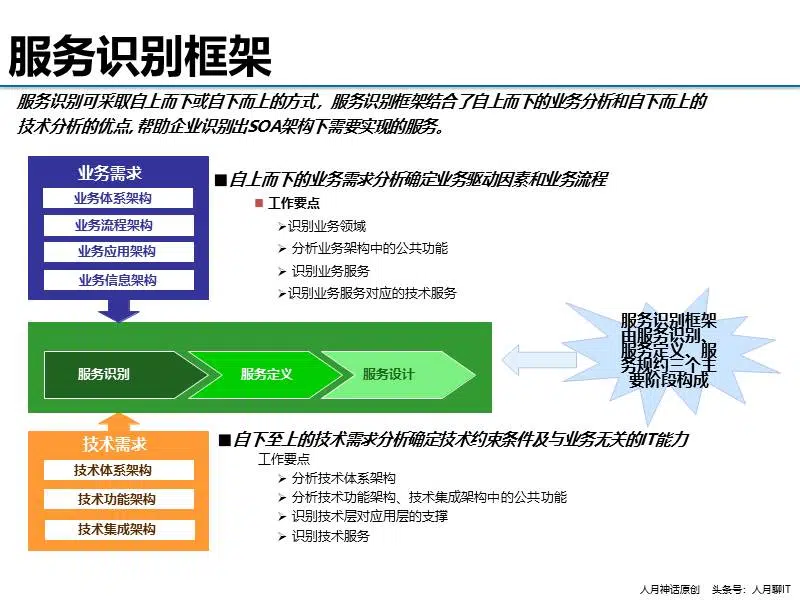 服务识别框架
服务识别可采取自上而下或自下而上的方式，服务识别框架结合了自上而下的业务分析和自下而上的
技术分析的优点,帮助企业识别出SOA架构下需要实现的服务。
业务需求
业务体系架构
业务流程架构
业务应用架构
业务信息架构
■自上而下的业务需求分析确定业务驱动因素和业务流程
■ 工作要点
➢识别业务领域
➢ 分析业务架构中的公共功能
➢ 识别业务服务
➢识别业务服务对应的技术服务
服务识别
服务定义
服务设计
服务识别框架
由服务识别、
服务定义、服
务规约三个主
要阶段构成
技术需求
技术体系架构
技术功能架构
技术集成架构
■自下至上的技术需求分析确定技术约束条件及与业务无关的IT能力
工作要点
➢ 分析技术体系架构
➢ 分析技术功能架构、技术集成架构中的公共功能
➢ 识别技术层对应用层的支撑
➢ 识别技术服务
人月神话原创 头条号：人月聊IT